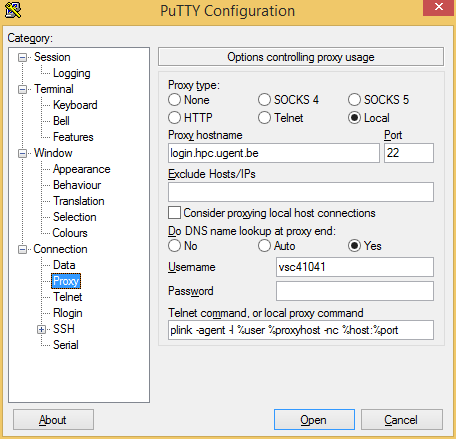 PuTTY Configuration
Category:
Session
Logging
Terminal
Keyboard
Bell
Features
Window
Appearance
Behaviour
Translation
Selection
Colours
Connection
Data
Proxy
Telnet
Rlogin
SSH
Serial
Options controlling proxy usage
Proxy type:
None SOCKS 4 SOCKS 5
HTTP Telnet Local
Proxy hostname Port
login.hpc.ugent.be 22
Exclude Hosts/IPs
Consider proxying local host connections
Do DNS name lookup at proxy end:
No Auto Yes
Username vsc41041
Password
Telnet command, or local proxy command
plink -agent -l %user %proxyhost -nc %host:%port
About Open Cancel